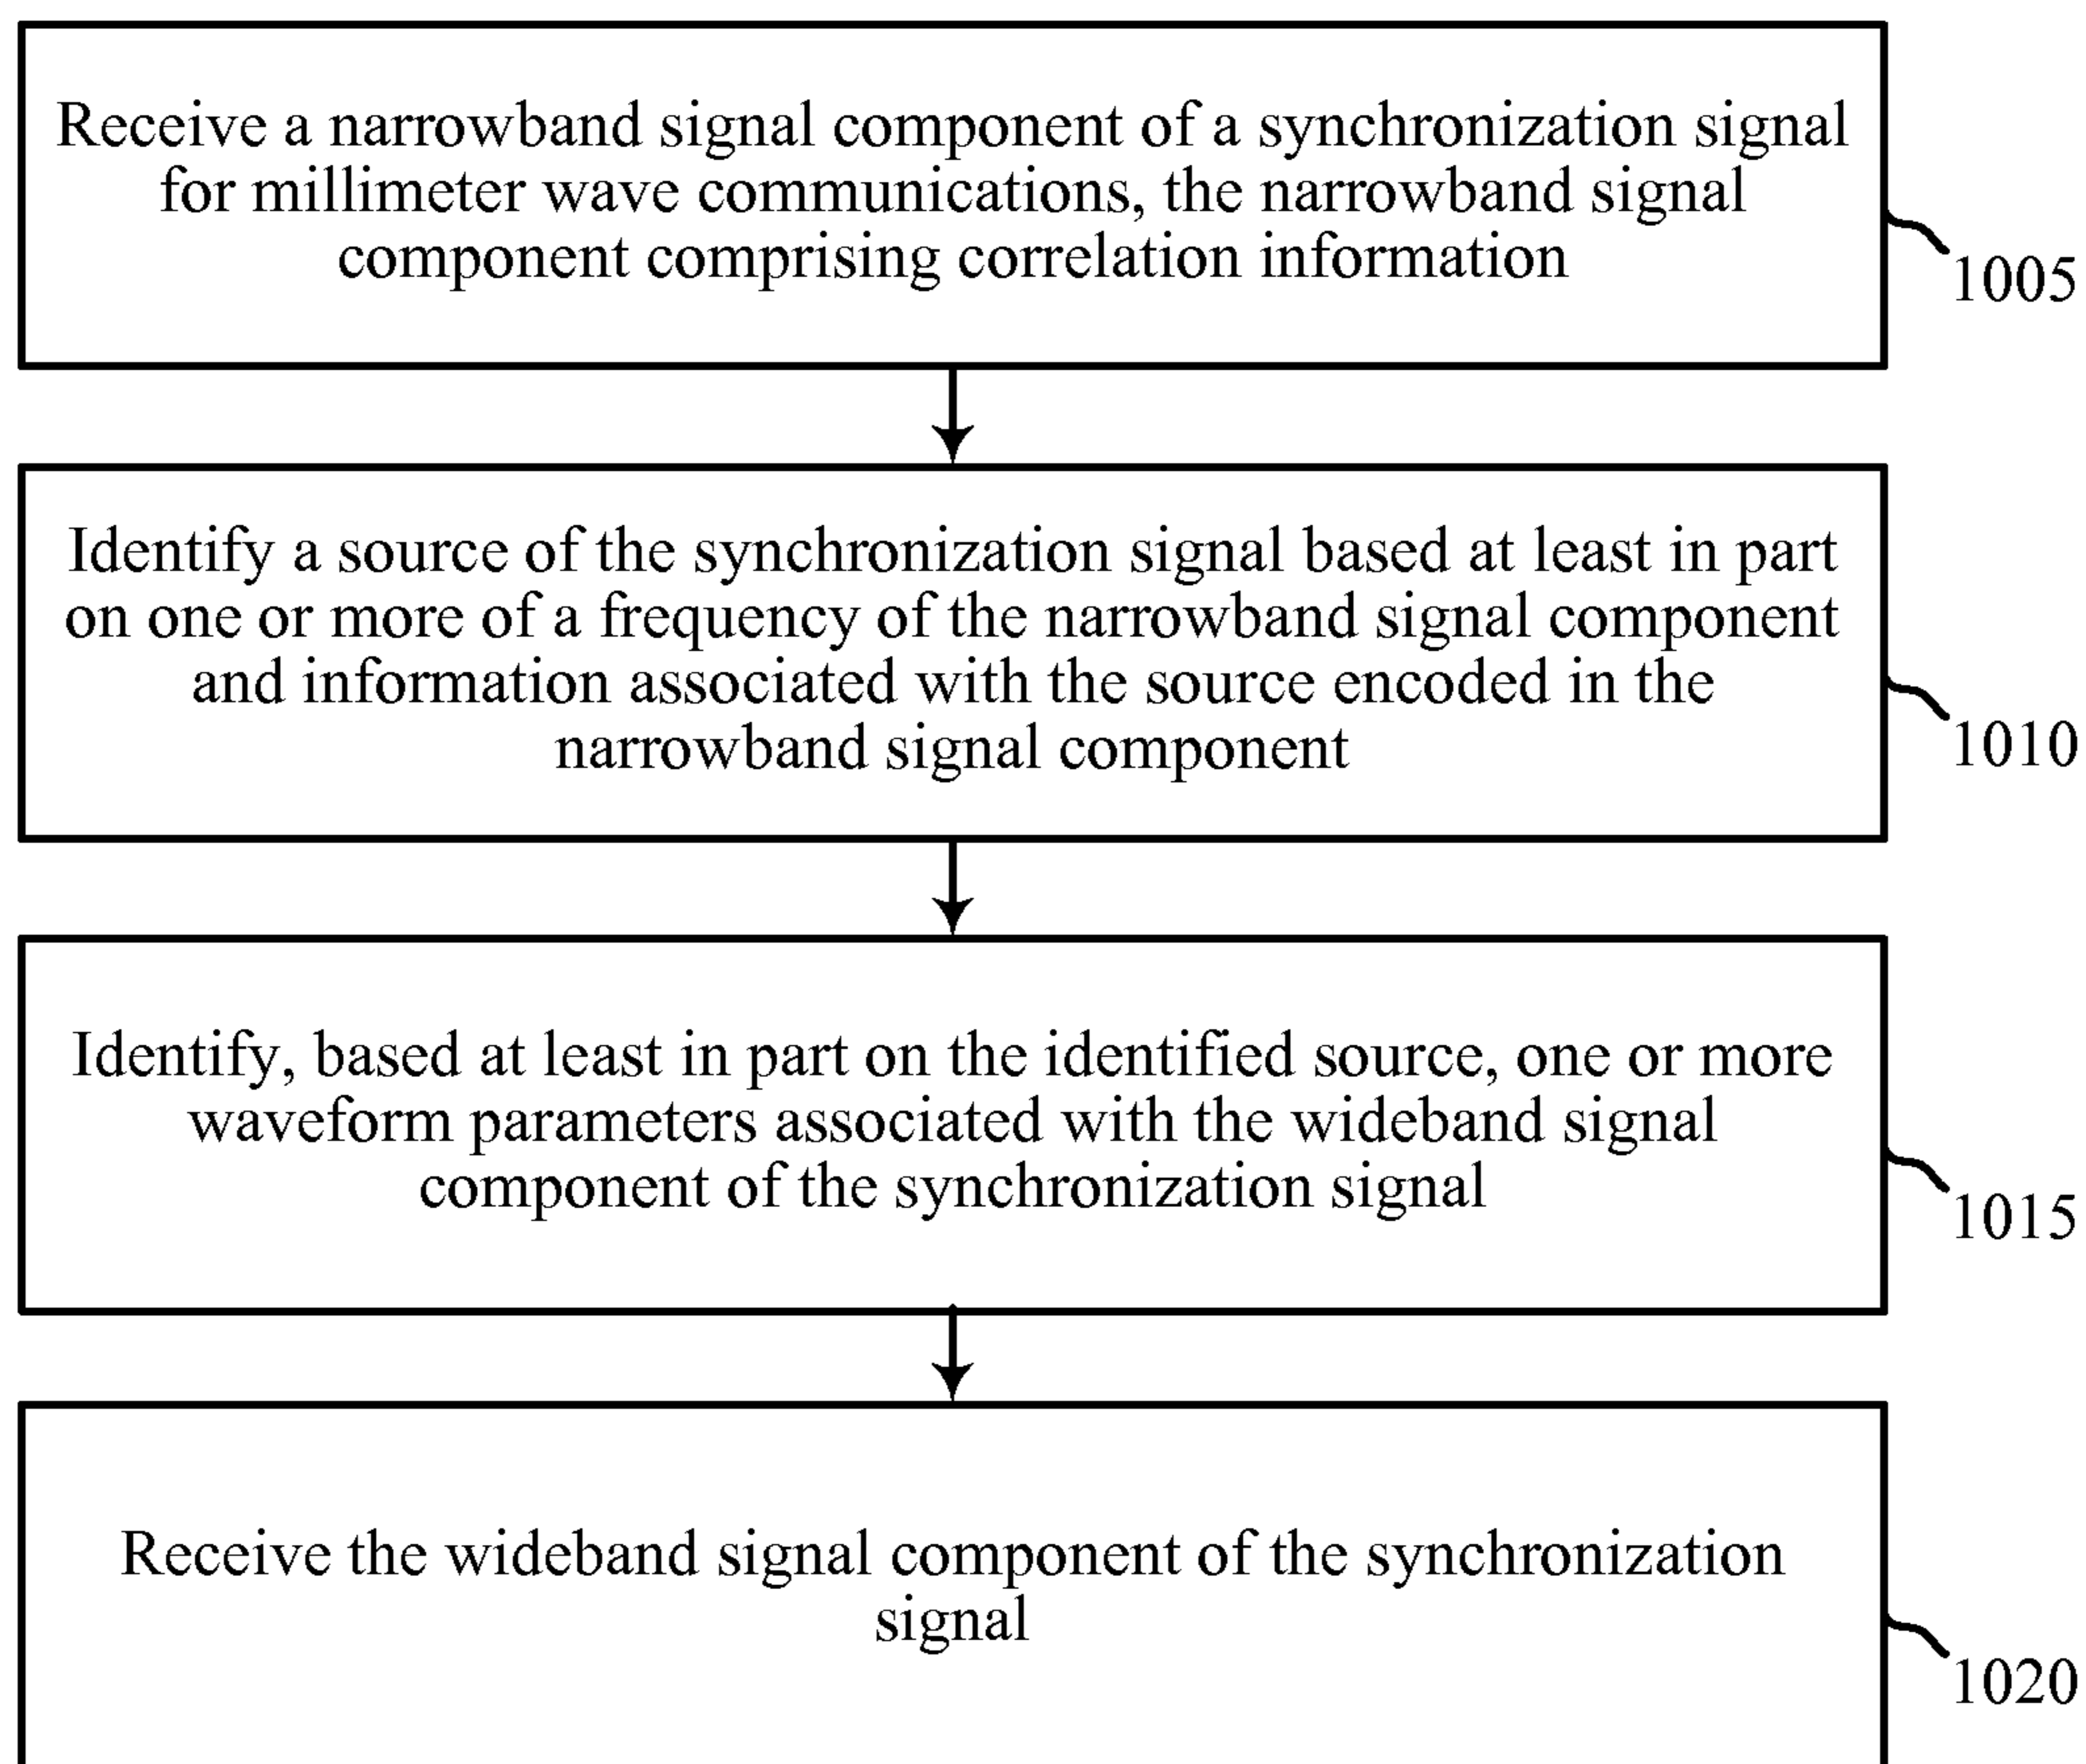 Receive a narrowband signal component of a synchronization signal
for millimeter wave communications, the narrowband signal
component comprising correlation information
1005
Identify a source of the synchronization signal based at least in part
on one or more of a frequency of the narrowband signal component
and information associated with the source encoded in the
narrowband signal component
1010
Identify, based at least in part on the identified source, one or more
waveform parameters associated with the wideband signal
component of the synchronization signal
1015
Receive the wideband signal component of the synchronization
signal
1020